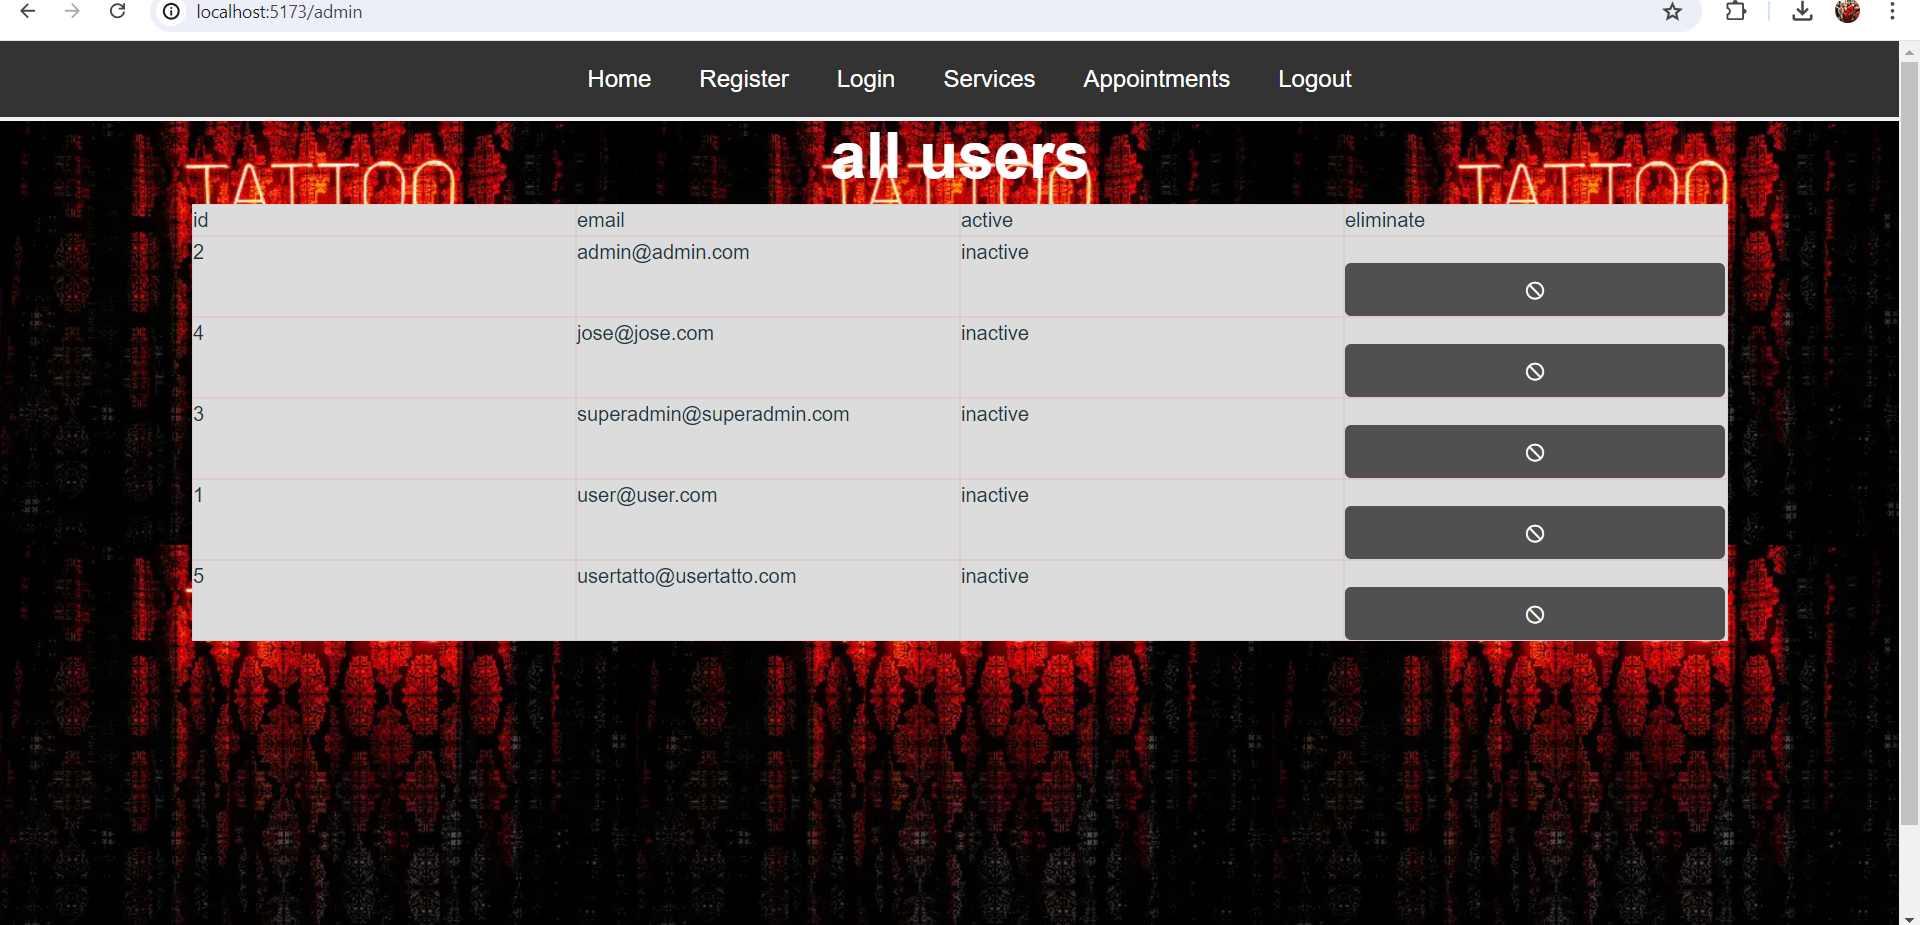 localhost:5173/admin
Home Register Login Services Appointments Logout
all users
TATTOO TATTOO TATTOO
id email active eliminate
2 admin@admin.com inactive
4 jose@jose.com inactive
3 superadmin@superadmin.com inactive
1 user@user.com inactive
5 usertatto@usertatto.com inactive